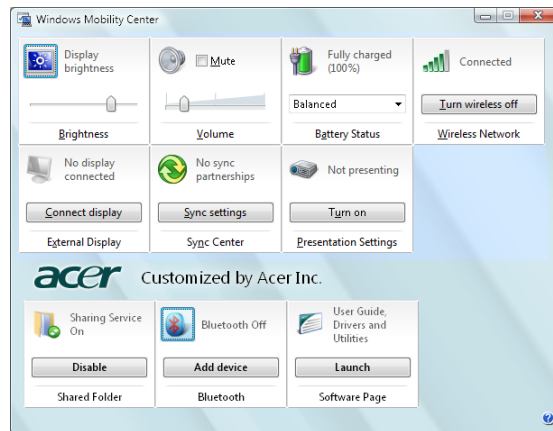 Windows Mobility Center
Display
brightness
Brightness
Mute
Volume
Fully charged
(100%)
Balanced
Battery Status
Connected
Turn wireless off
Wireless Network
No display
connected
Connect display
External Display
No sync
partnerships
Sync settings
Sync Center
Not presenting
Turn on
Presentation Settings
acer Customized by Acer Inc.
Sharing Service
On
Disable
Shared Folder
Bluetooth Off
Add device
Bluetooth
User Guide,
Drivers and
Utilities
Launch
Software Page